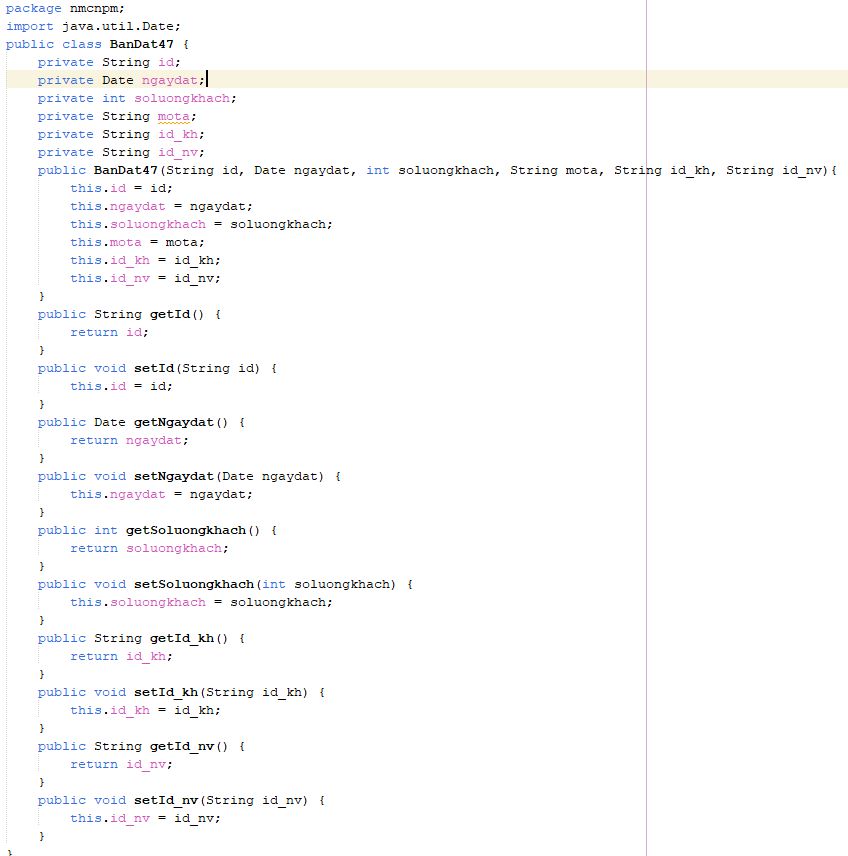 package nmcnpm;
import java.util.Date;
public class BanDat47 {
    private String id;
    private Date ngaydat;
    private int soluongkhach;
    private String mota;
    private String id_kh;
    private String id_nv;
    public BanDat47(String id, Date ngaydat, int soluongkhach, String mota, String id_kh, String id_nv){
        this.id = id;
        this.ngaydat = ngaydat;
        this.soluongkhach = soluongkhach;
        this.mota = mota;
        this.id_kh = id_kh;
        this.id_nv = id_nv;
    }
    public String getId() {
        return id;
    }
    public void setId(String id) {
        this.id = id;
    }
    public Date getNgaydat() {
        return ngaydat;
    }
    public void setNgaydat(Date ngaydat) {
        this.ngaydat = ngaydat;
    }
    public int getSoluongkhach() {
        return soluongkhach;
    }
    public void setSoluongkhach(int soluongkhach) {
        this.soluongkhach = soluongkhach;
    }
    public String getId_kh() {
        return id_kh;
    }
    public void setId_kh(String id_kh) {
        this.id_kh = id_kh;
    }
    public String getId_nv() {
        return id_nv;
    }
    public void setId_nv(String id_nv) {
        this.id_nv = id_nv;
    }
}